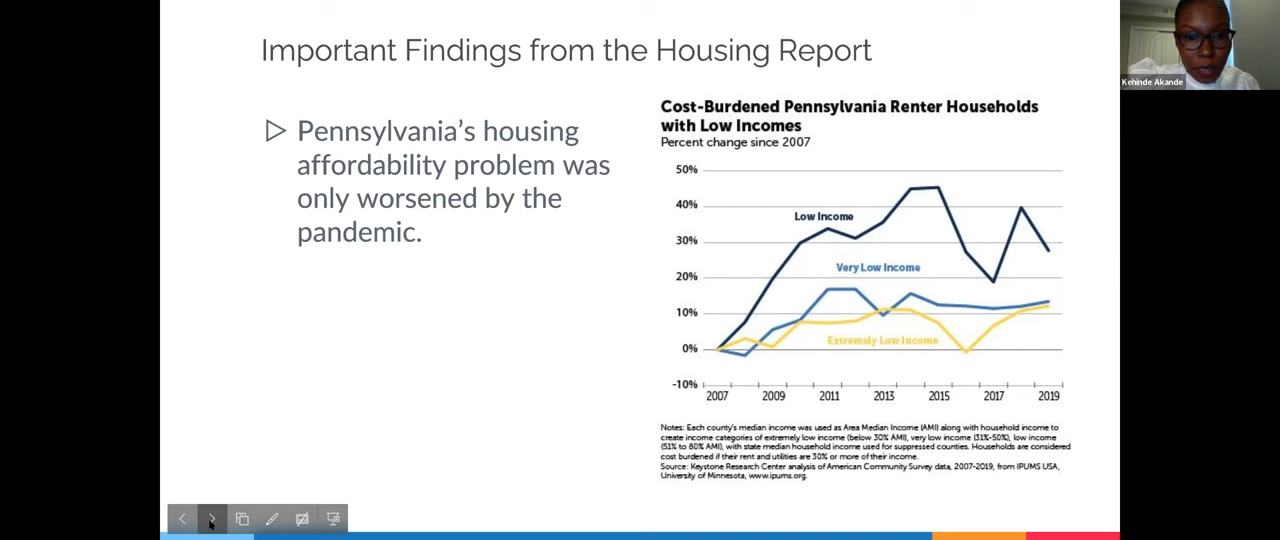 Important Findings from the Housing Report
Kehinde Akande
Pennsylvania's housing
affordability problem was
only worsened by the
pandemic.
Cost-Burdened Pennsylvania Renter Households
with Low Incomes
Percent change since 2007
50%
40%
30%
20%
10%
0%
-10%
Low Income
Very Low Income
Extremely Low Income
2007 2009 2011 2013 2015 2017 2019
Notes: Each county's median income was used as Area Median Income (AMI) along with household income to
create income categories of extremely low income (below 30% AMI), very low income (31%-50%), low income
(51% to 80% AMI), with state median household income used for suppressed counties. Households are considered
cost burdened if their rent and utilities are 30% or more of their income.
Source: Keystone Research Center analysis of American Community Survey data, 2007-2019, from IPUMS USA,
University of Minnesota, www.ipums.org.